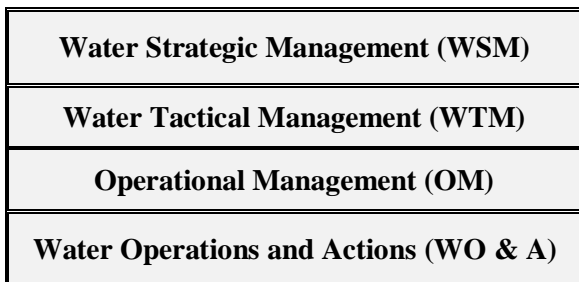 Water Strategic Management (WSM)
Water Tactical Management (WTM)
Operational Management (OM)
Water Operations and Actions (WO & A)